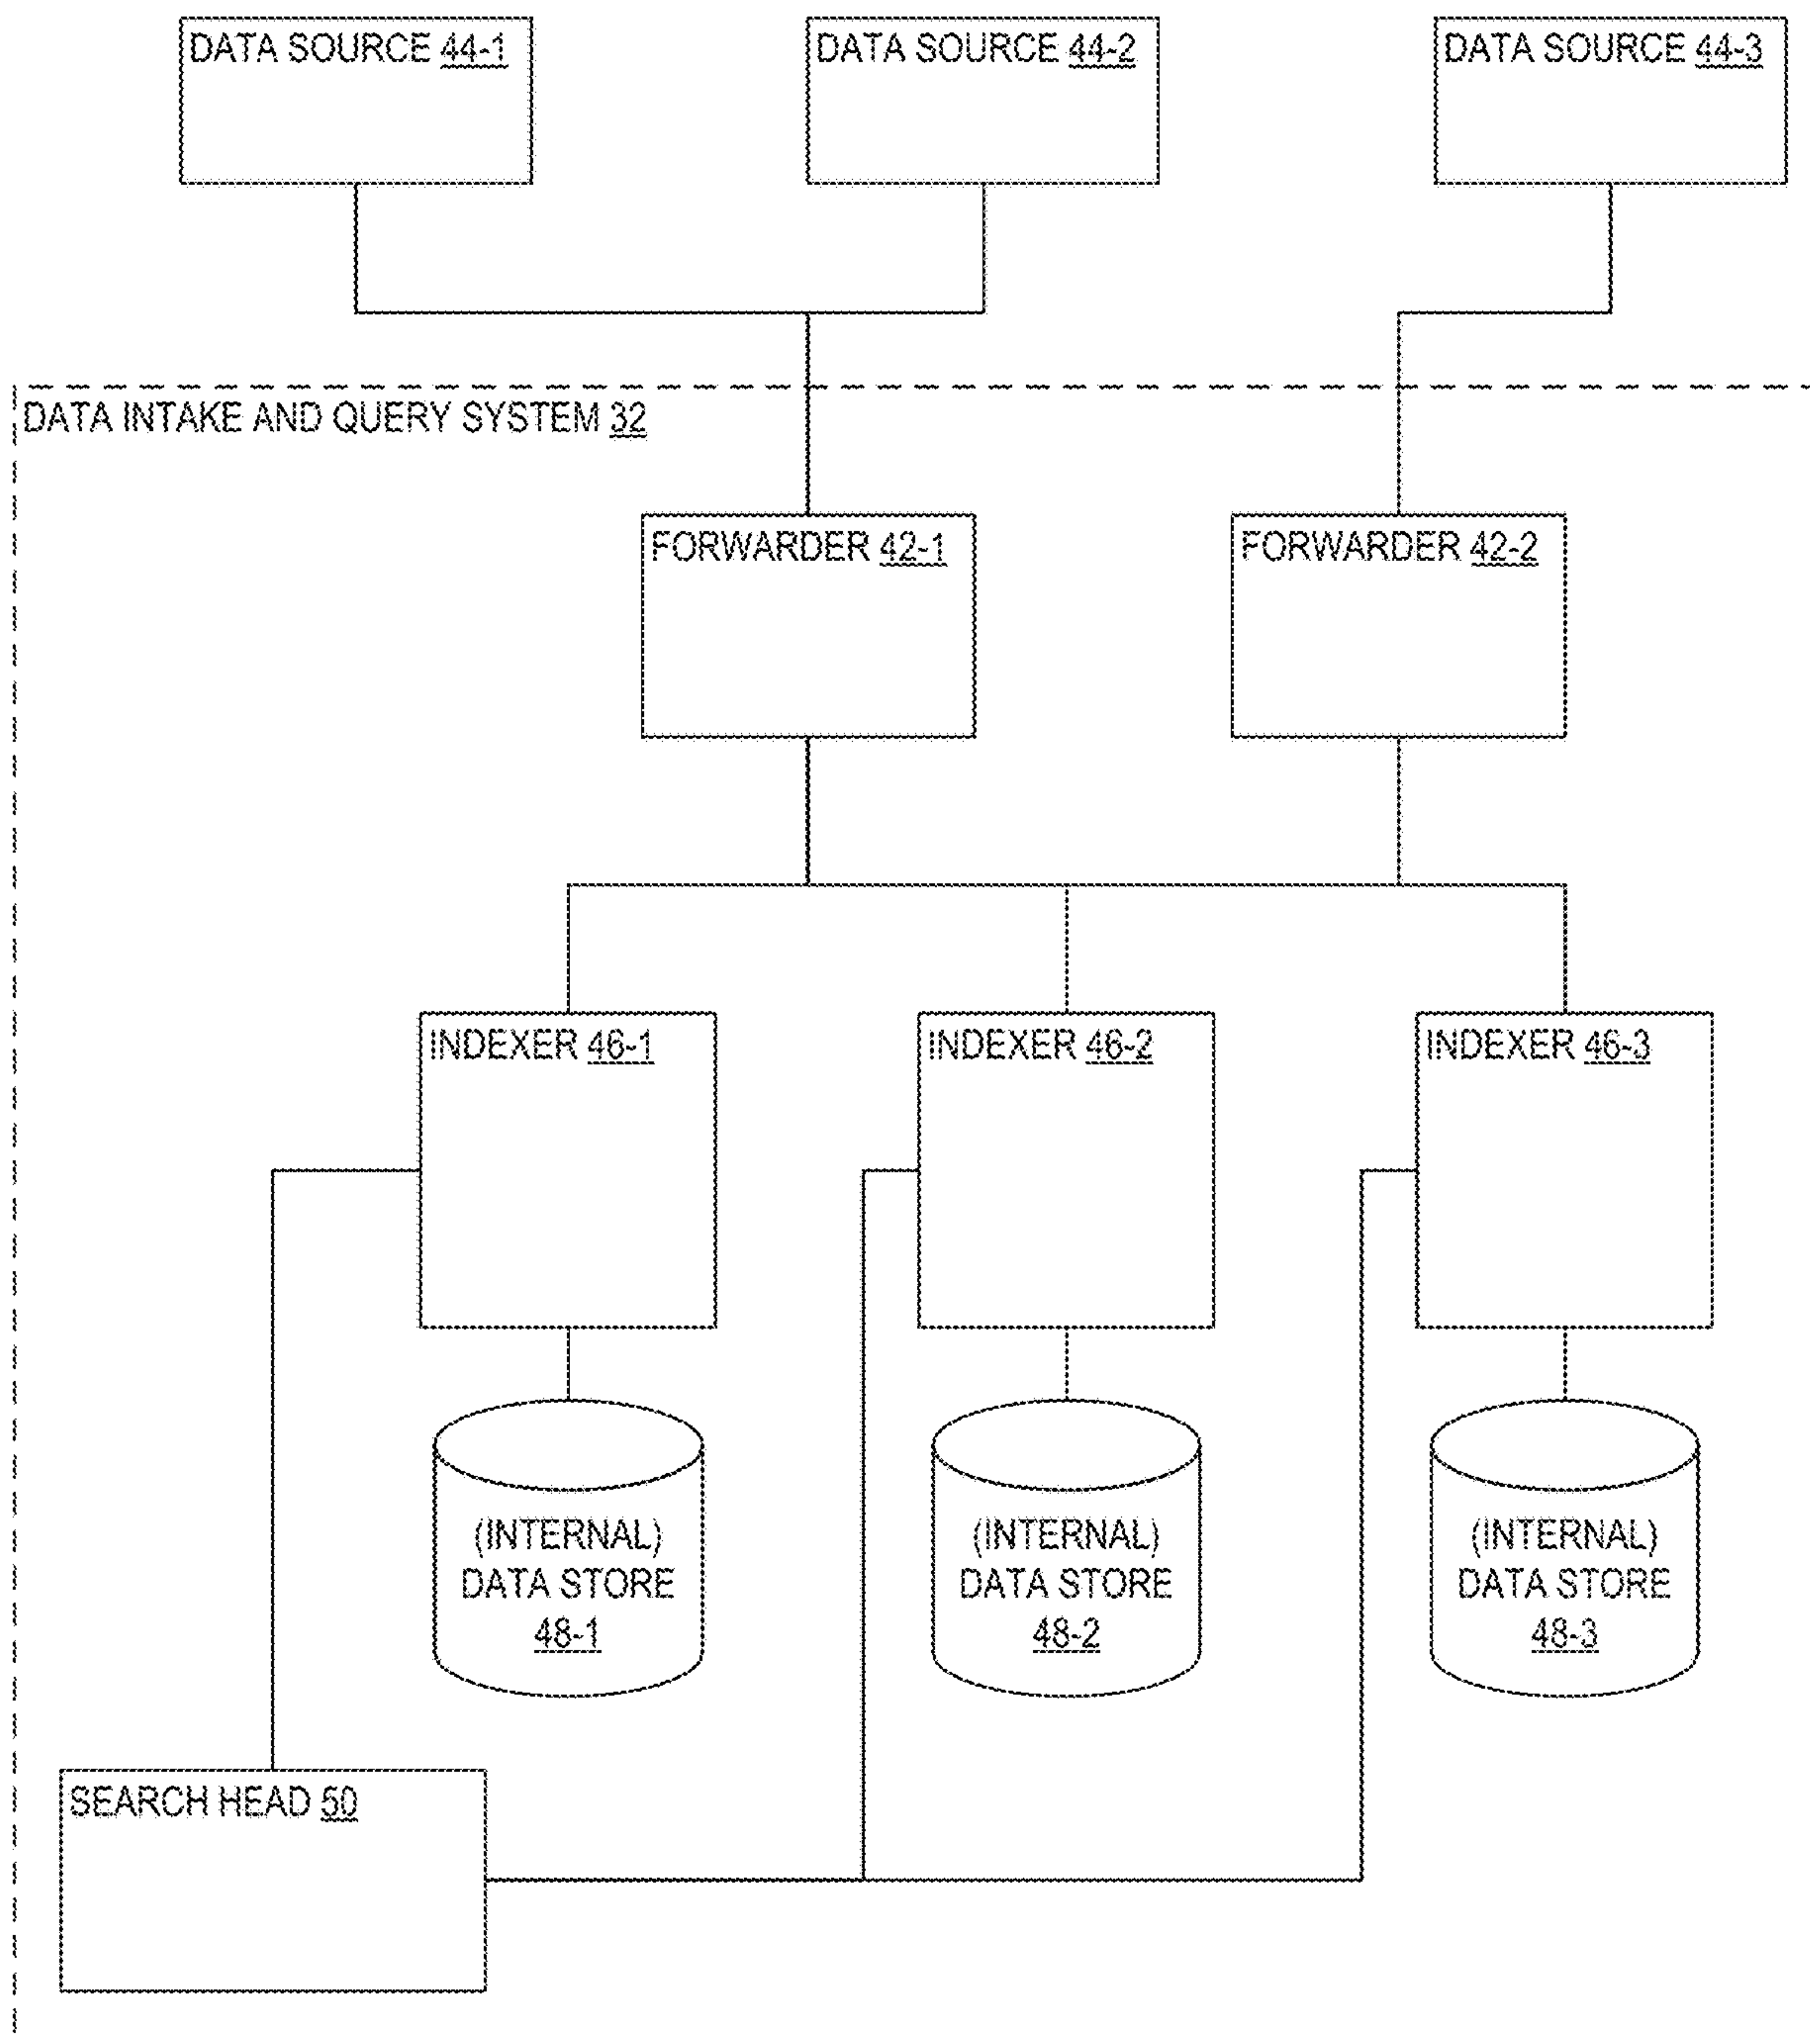 DATA SOURCE 44-1
DATA SOURCE 44-2
DATA SOURCE 44-3
DATA INTAKE AND QUERY SYSTEM 32
FORWARDER 42-1
FORWARDER 42-2
INDEXER 46-1
INDEXER 46-2
INDEXER 46-3
(INTERNAL)
DATA STORE
48-1
(INTERNAL)
DATA STORE
48-2
(INTERNAL)
DATA STORE
48-3
SEARCH HEAD 50